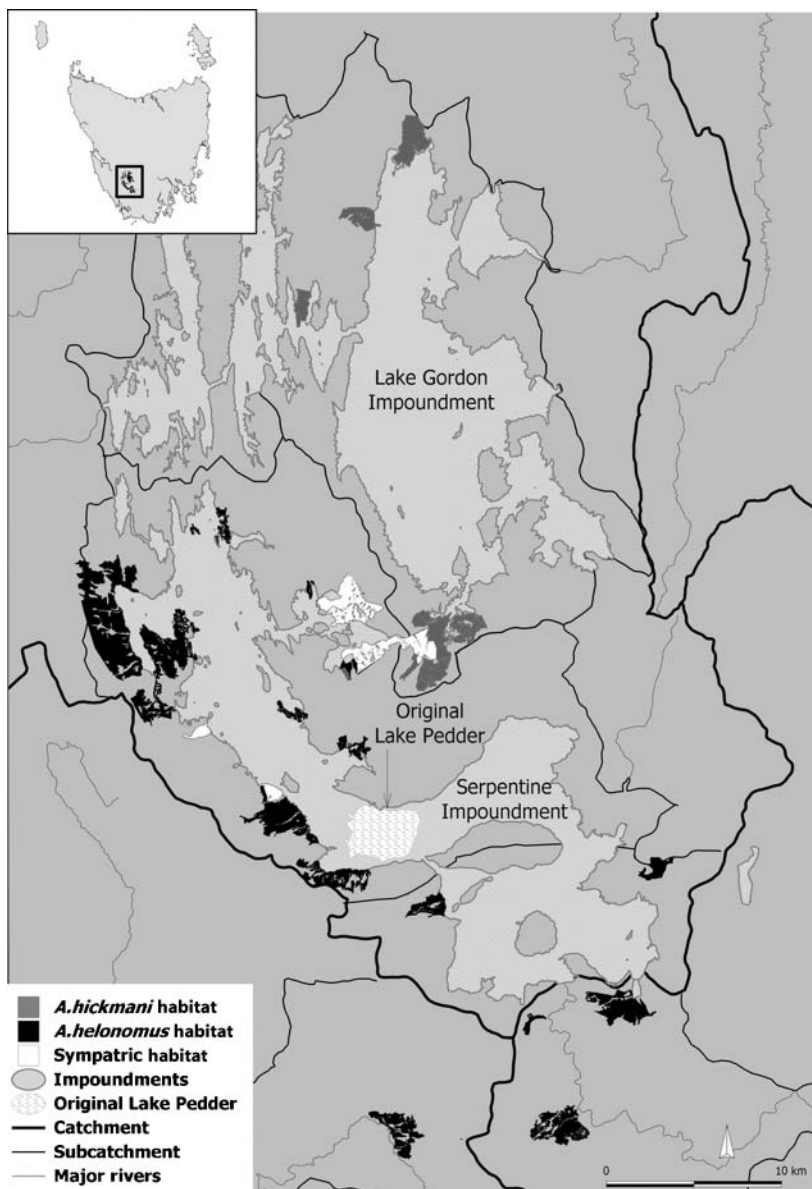 Lake Gordon
Impoundment
Original
Lake Pedder
Serpentine
Impoundment
A.hickmani habitat
A.helonomus habitat
Sympatric habitat
Impoundments
Original Lake Pedder
Catchment
Subcatchment
Major rivers
0 10 km